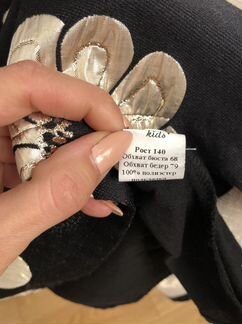 kids
Рост 140
Обхват бюста 68
Обхват бедер 79
100% полиэстер